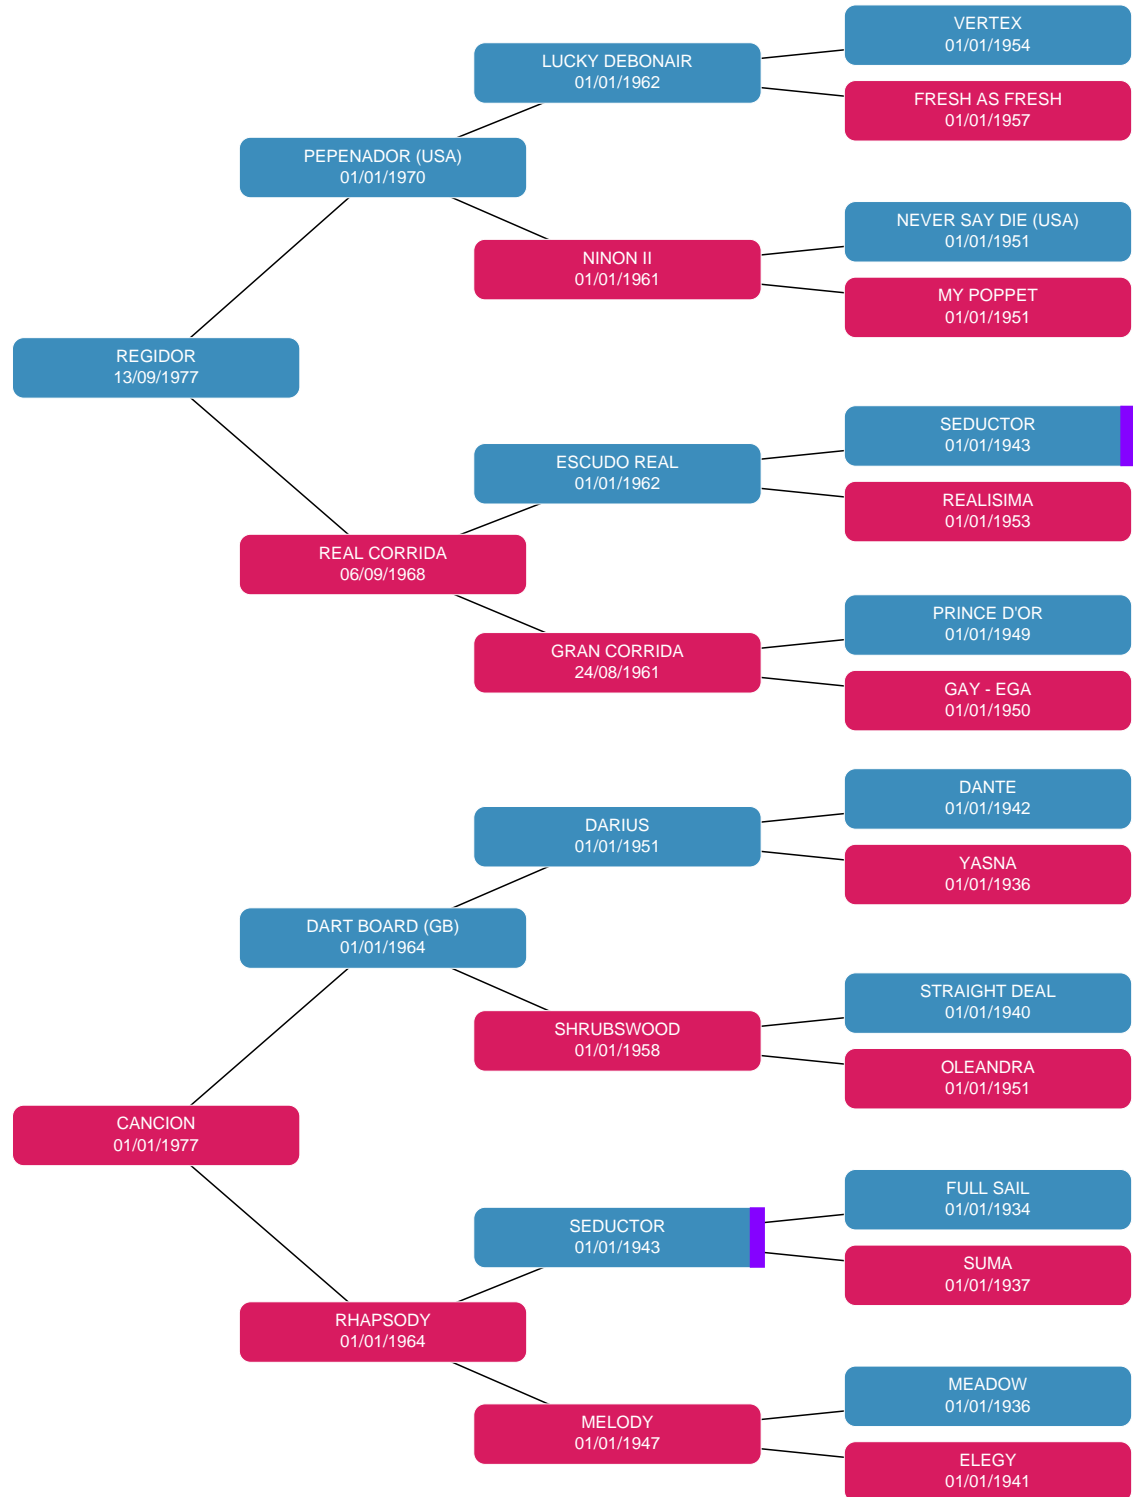 VERTEX
01/01/1954
LUCKY DEBONAIR
01/01/1962
FRESH AS FRESH
01/01/1957
PEPENADOR (USA)
01/01/1970
NEVER SAY DIE (USA)
01/01/1951
NINON II
01/01/1961
MY POPPET
01/01/1951
REGIDOR
13/09/1977
SEDUCTOR
01/01/1943
ESCUDO REAL
01/01/1962
REALISIMA
01/01/1953
REAL CORRIDA
06/09/1968
PRINCE D'OR
01/01/1949
GRAN CORRIDA
24/08/1961
GAY - EGA
01/01/1950
DANTE
01/01/1942
DARIUS
01/01/1951
YASNA
01/01/1936
DART BOARD (GB)
01/01/1964
STRAIGHT DEAL
01/01/1940
SHRUBSWOOD
01/01/1958
OLEANDRA
01/01/1951
CANCION
01/01/1977
FULL SAIL
01/01/1934
SEDUCTOR
01/01/1943
SUMA
01/01/1937
RHAPSODY
01/01/1964
MEADOW
01/01/1936
MELODY
01/01/1947
ELEGY
01/01/1941